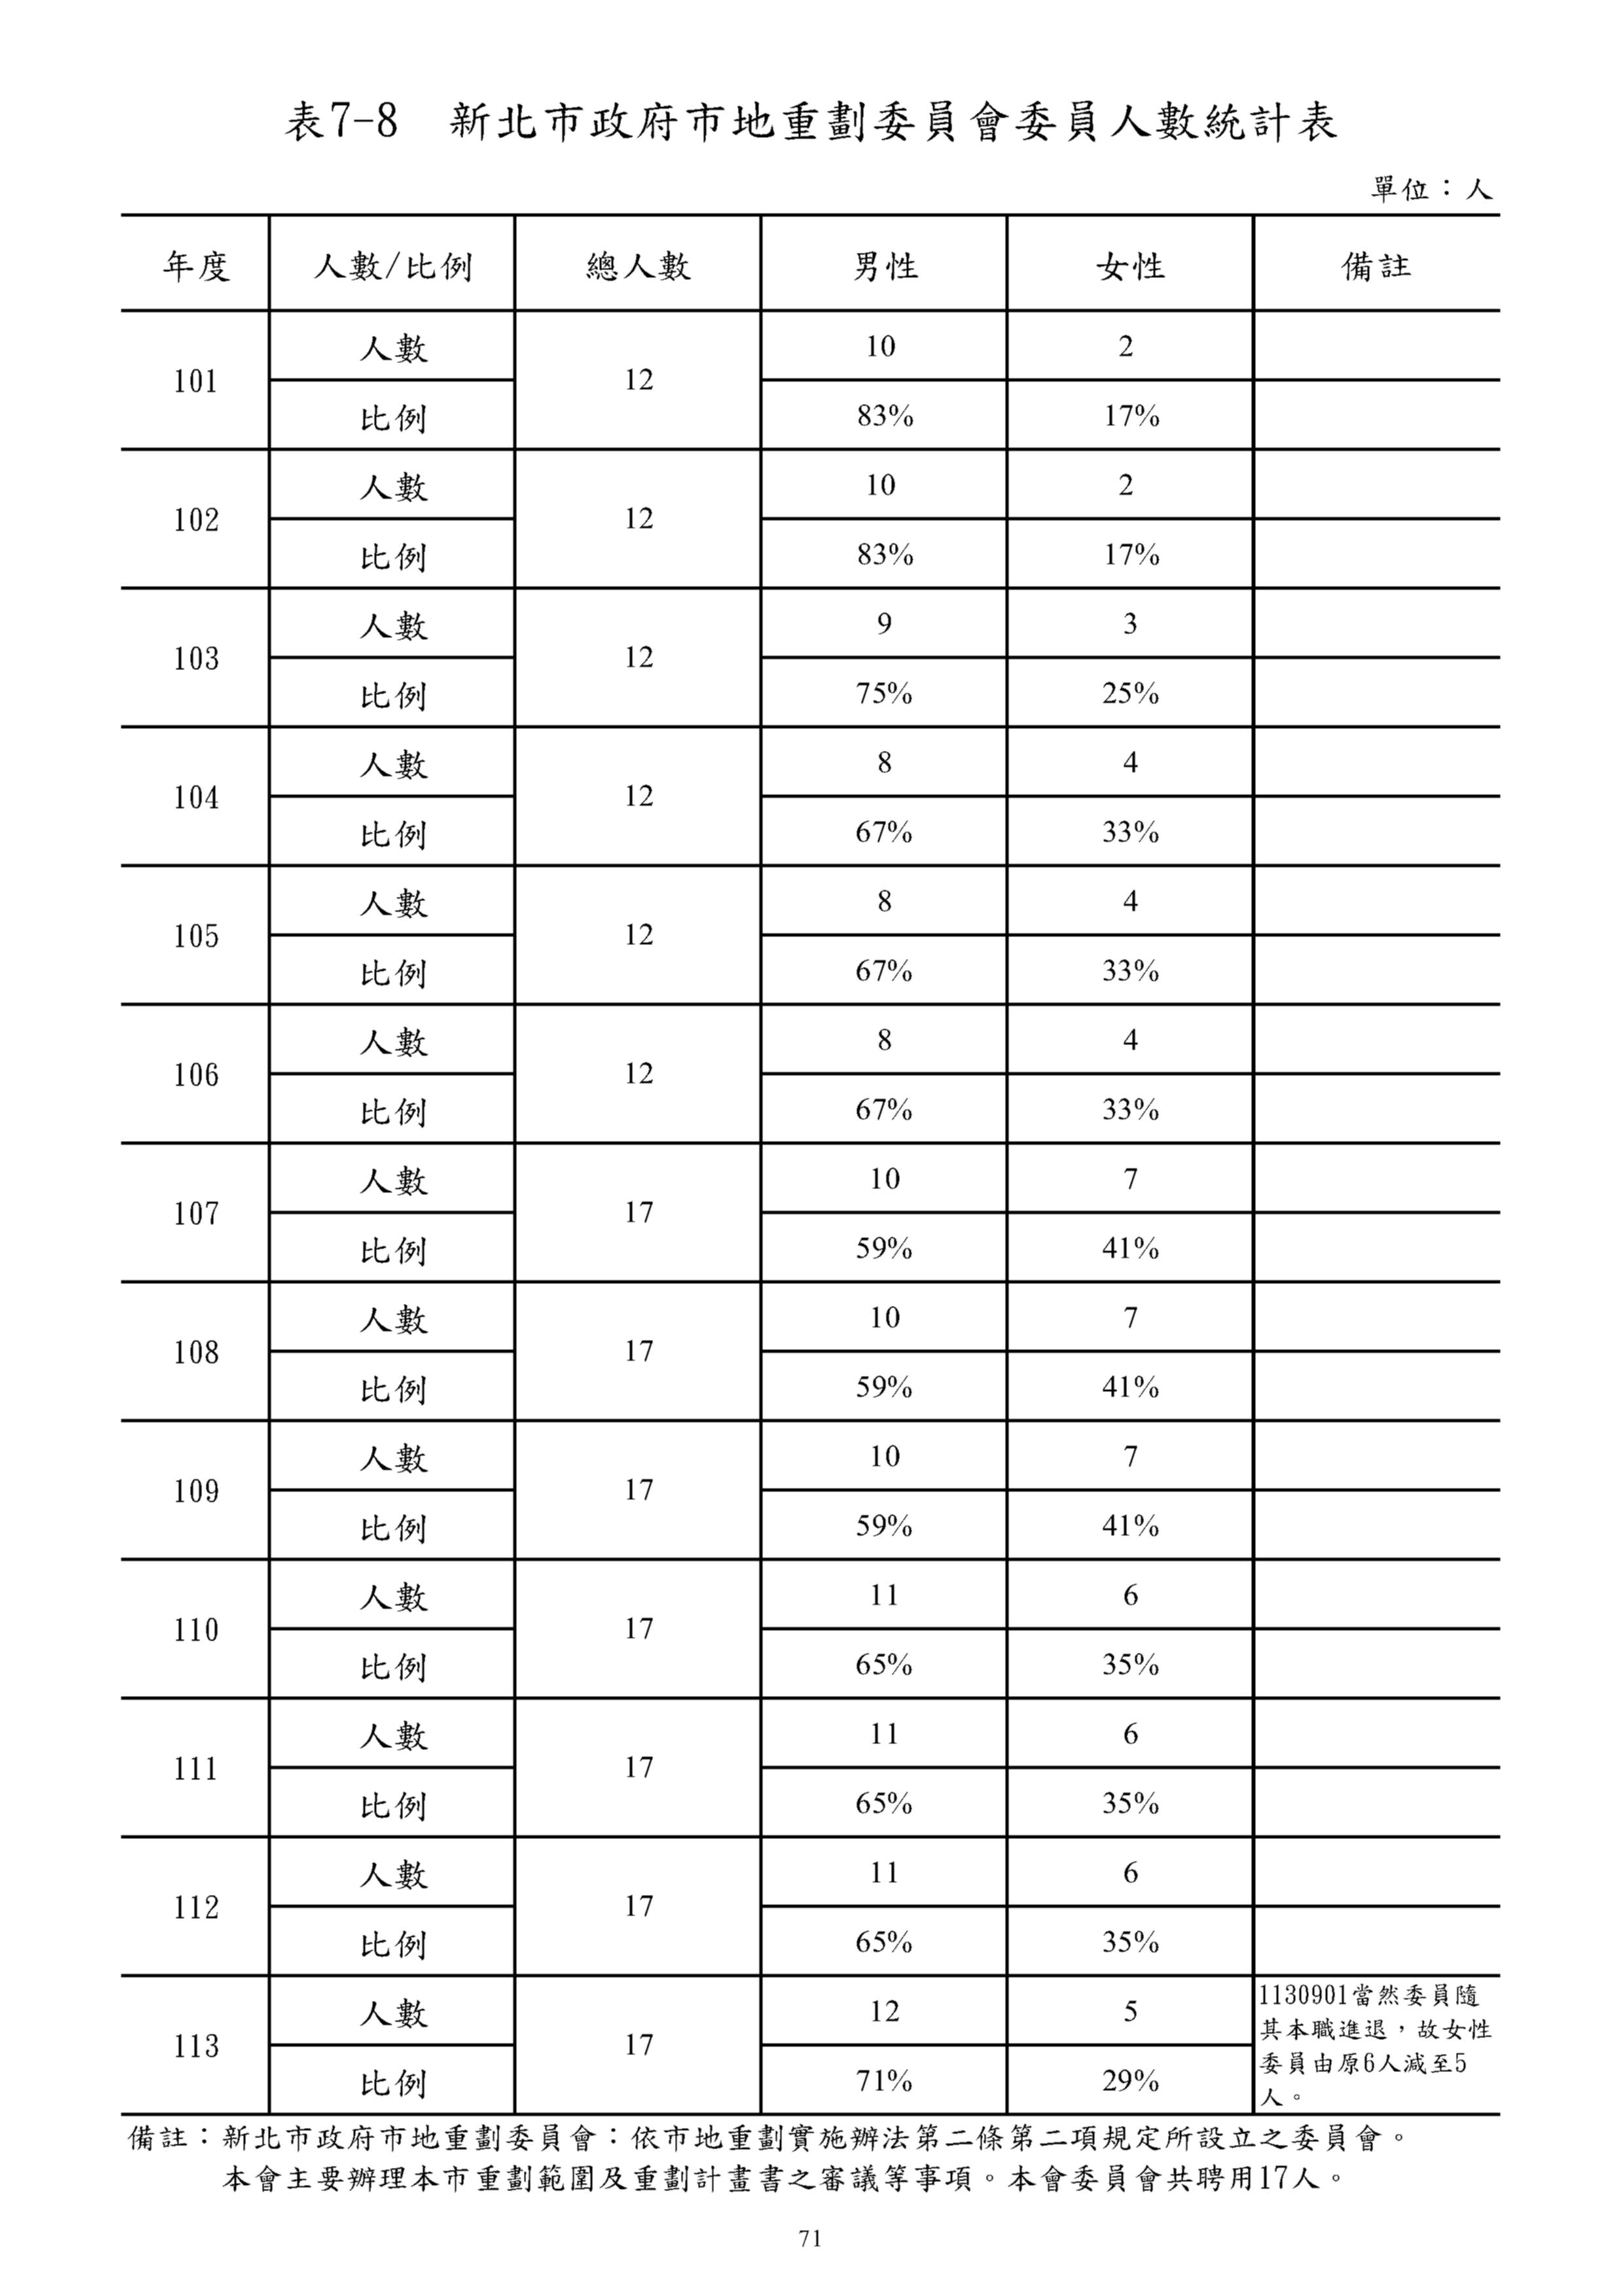 表7-8 新北市政府市地重劃委員會委員人數統計表
單位：人
年度 人數/比例 總人數 男性 女性 備註
101 人數 12 10 2
比例 83% 17%
102 人數 12 10 2
比例 83% 17%
103 人數 12 9 3
比例 75% 25%
104 人數 12 8 4
比例 67% 33%
105 人數 12 8 4
比例 67% 33%
106 人數 12 8 4
比例 67% 33%
107 人數 17 10 7
比例 59% 41%
108 人數 17 10 7
比例 59% 41%
109 人數 17 10 7
比例 59% 41%
110 人數 17 11 6
比例 65% 35%
111 人數 17 11 6
比例 65% 35%
112 人數 17 11 6
比例 65% 35%
113 人數 17 12 5
比例 71% 29%
1130901當然委員隨
其本職進退，故女性
委員由原6人減至5
人。
備註：新北市政府市地重劃委員會：依市地重劃實施辦法第二條第二項規定所設立之委員會。
本會主要辦理本市重劃範圍及重劃計畫書之審議等事項。本會委員會共聘用17人。
71